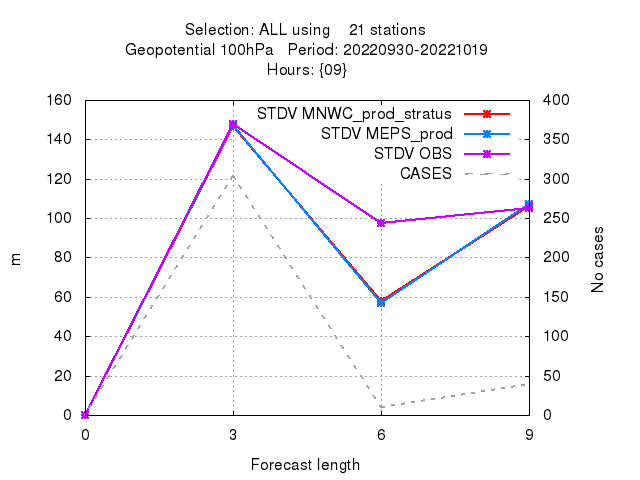 Selection: ALL using 21 stations
Geopotential 100hPa Period: 20220930-20221019
Hours: {09}
STDV MNWC_prod_stratus
STDV MEPS_prod
STDV OBS
CASES
160
140
120
100
80
60
40
20
0
400
350
300
250
200
150
100
50
0
m
No cases
0 3 6 9
Forecast length